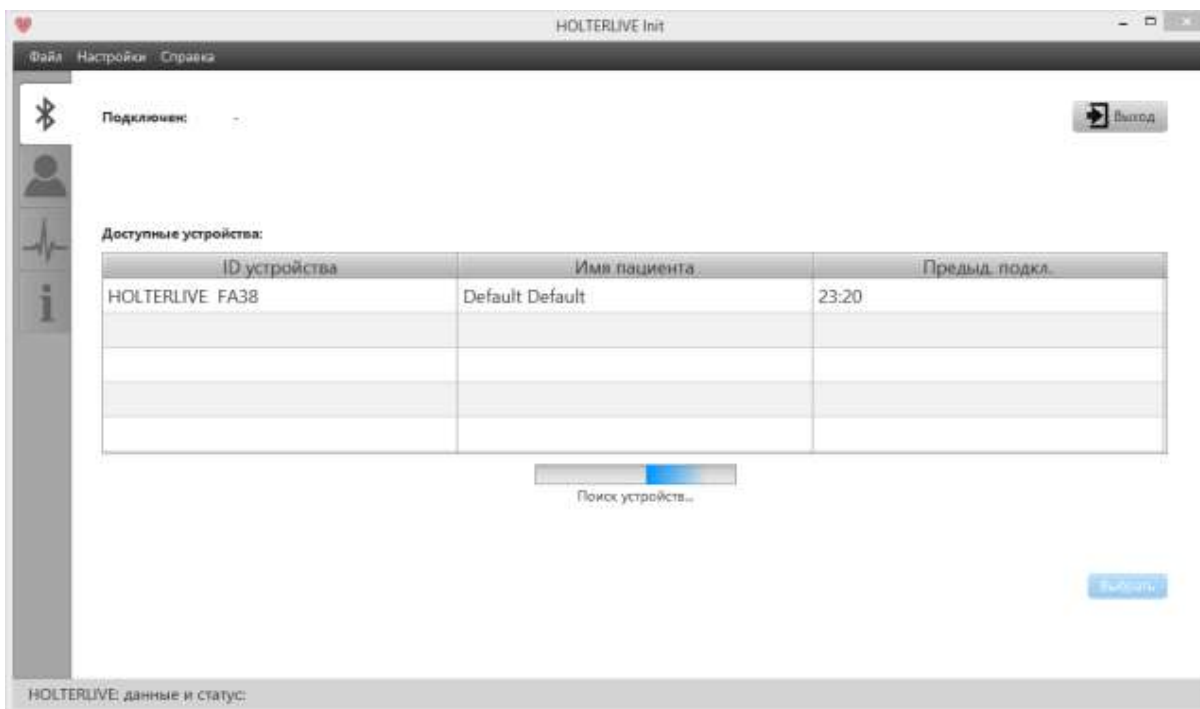 HOLTERLIVE Init
Файл Настройки Справка
Подключен: -
Выход
Доступные устройства:
ID устройства Имя пациента Предыд. подкл.
HOLTERLIVE FA38 Default Default 23:20
Поиск устройств...
Выбрать
HOLTERLIVE: данные и статус: